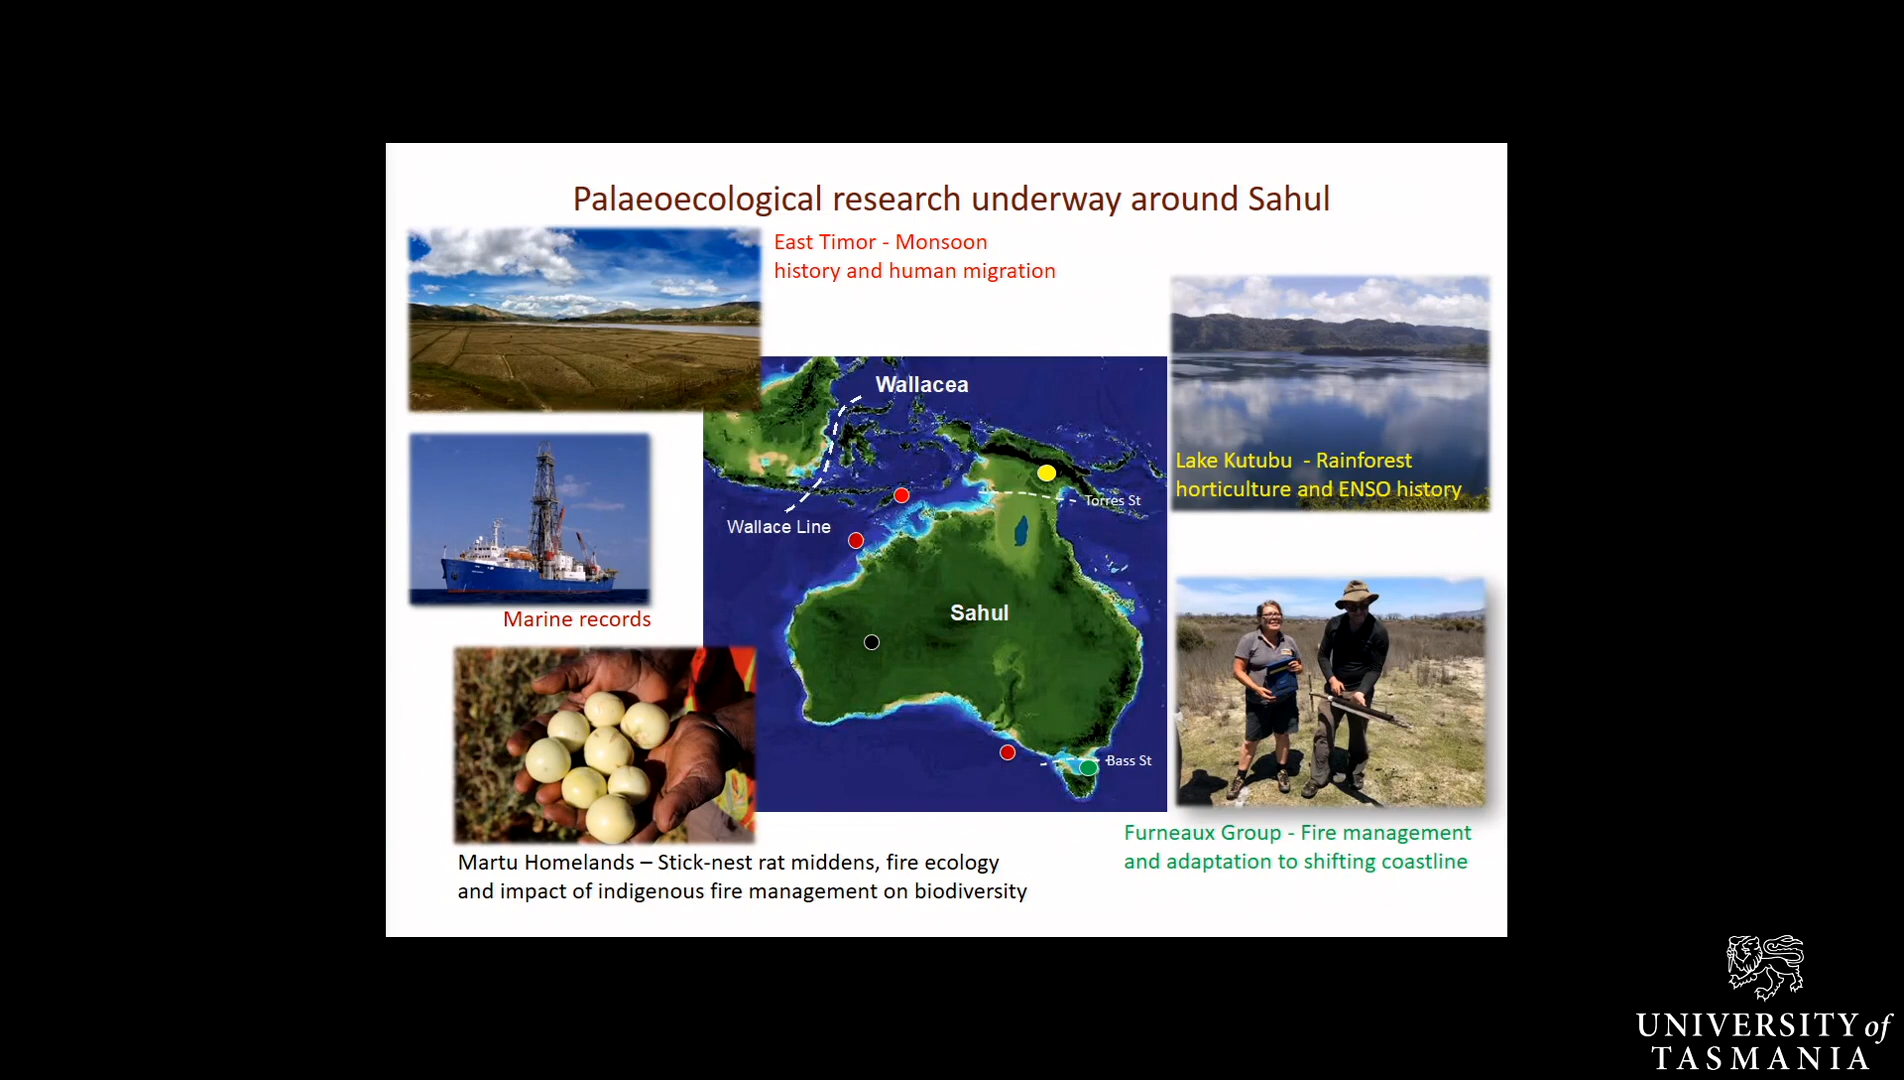 Palaeoecological research underway around Sahul
East Timor - Monsoon
history and human migration
Wallacea
Lake Kutubu - Rainforest
horticulture and ENSO history
Torres St
Wallace Line
Sahul
Marine records
Bass St
Furneaux Group - Fire management
and adaptation to shifting coastline
Martu Homelands – Stick-nest rat middens, fire ecology
and impact of indigenous fire management on biodiversity
UNIVERSITY of
TASMANIA